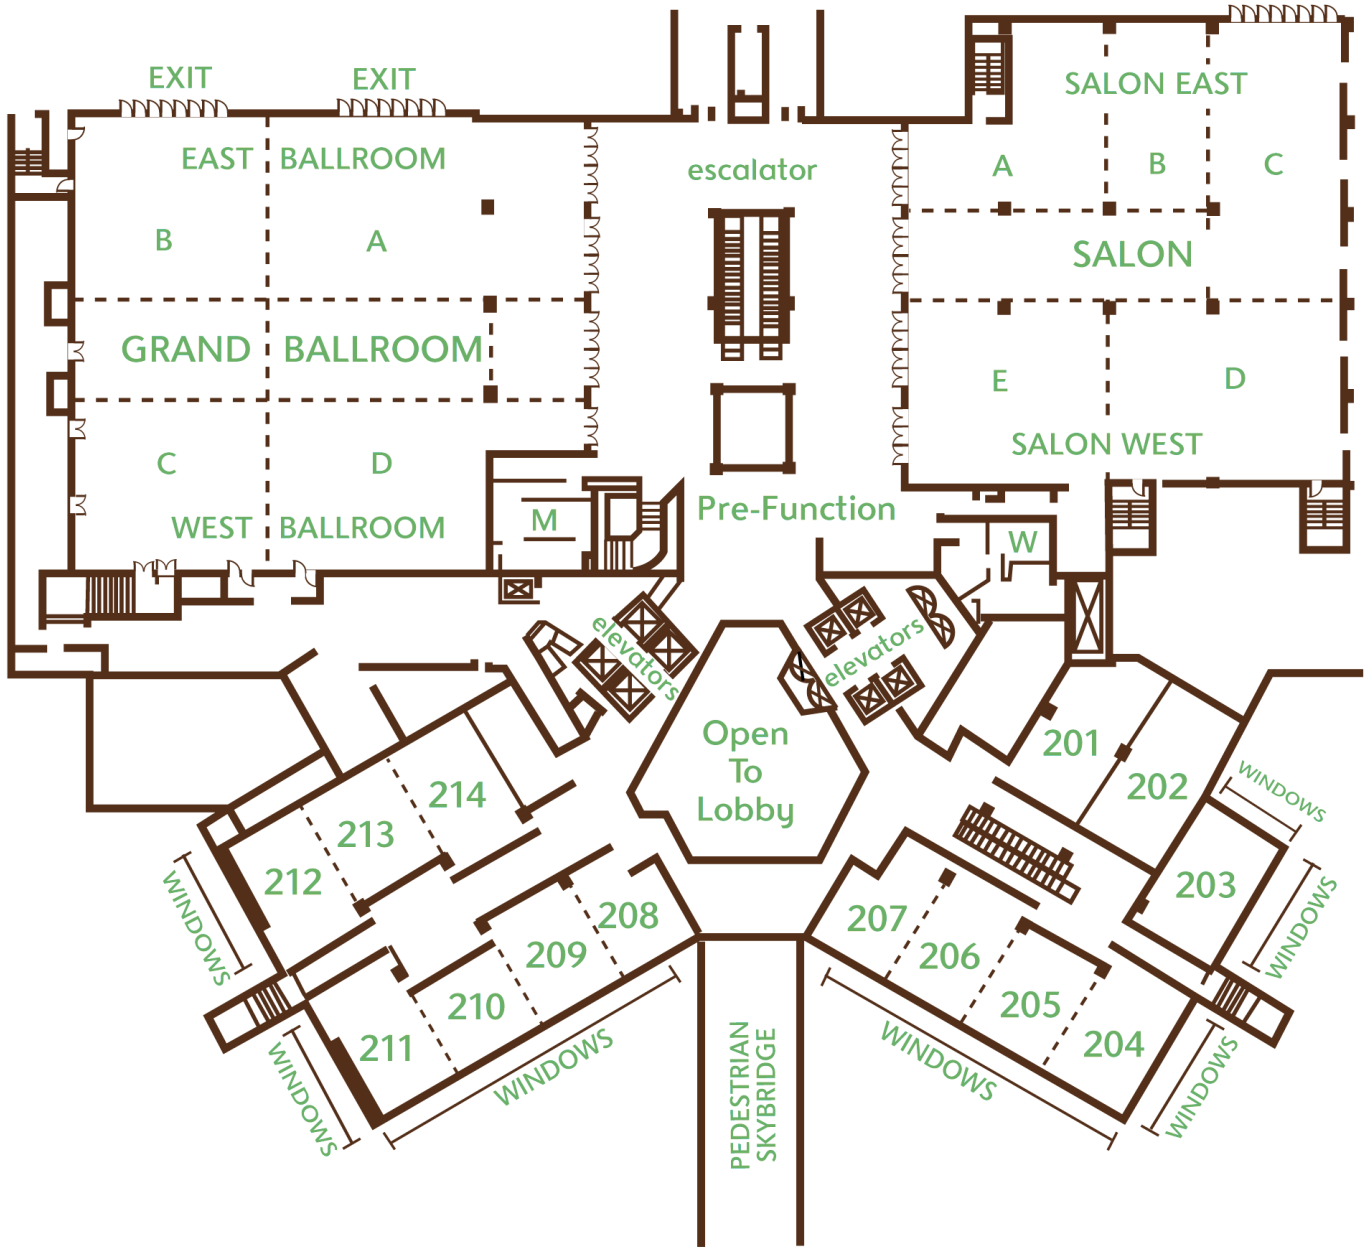 EXIT
EXIT
EAST BALLROOM
B
A
GRAND BALLROOM
C
D
WEST BALLROOM
M
escalator
Pre-Function
SALON EAST
A
B
C
SALON
E
D
SALON WEST
W
elevators
elevators
Open
To
Lobby
201
202
WINDOWS
203
WINDOWS
214
213
212
WINDOWS
208
209
210
211
WINDOWS
WINDOWS
207
206
205
204
WINDOWS
WINDOWS
PEDESTRIAN
SKYBRIDGE